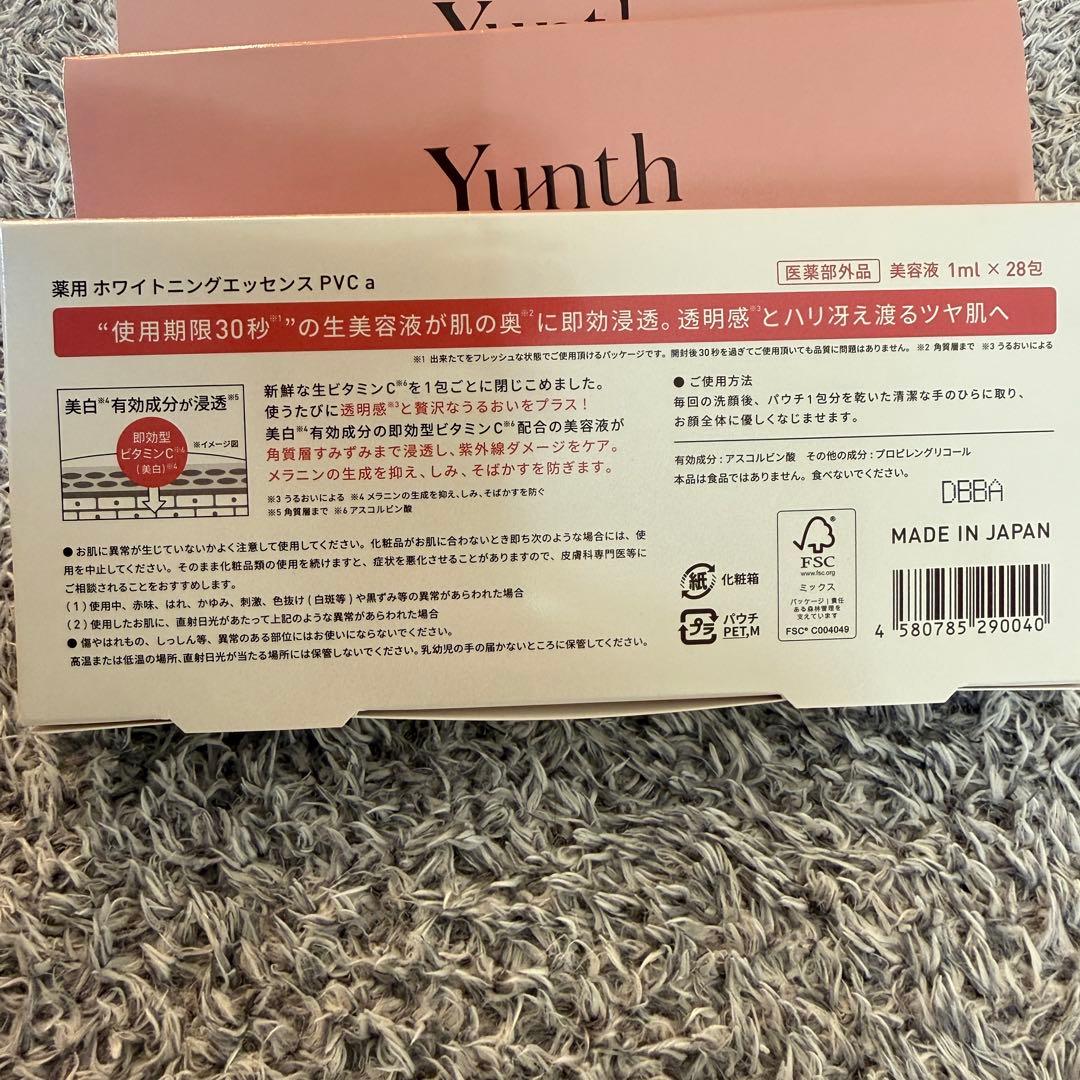 Yunth
Yunth
薬用 ホワイトニングエッセンス PVC a
医薬部外品 美容液 1ml × 28包
“使用期限30秒※1”の生美容液が肌の奥※2に即効浸透。透明感※3とハリ冴え渡るツヤ肌へ
※1 出来たてをフレッシュな状態でご使用頂けるパッケージです。開封後30秒を過ぎてご使用頂いても品質に問題はありません。 ※2 角質層まで ※3 うるおいによる
美白※4有効成分が浸透※5
即効型
ビタミンC※6
(美白)※4
※イメージ図
新鮮な生ビタミンC※6を1包ごとに閉じこめました。
使うたびに透明感※3と贅沢なうるおいをプラス！
美白※4有効成分の即効型ビタミンC※6配合の美容液が
角質層すみずみまで浸透し、紫外線ダメージをケア。
メラニンの生成を抑え、しみ、そばかすを防ぎます。
※3 うるおいによる ※4 メラニンの生成を抑え、しみ、そばかすを防ぐ
※5 角質層まで ※6 アスコルビン酸
● ご使用方法
毎回の洗顔後、パウチ1包分を乾いた清潔な手のひらに取り、
お顔全体に優しくなじませます。
有効成分：アスコルビン酸 その他の成分：プロピレングリコール
本品は食品ではありません。食べないでください。
DBBA
● お肌に異常が生じていないかよく注意して使用してください。化粧品がお肌に合わないとき即ち次のような場合には、使
用を中止してください。そのまま化粧品類の使用を続けますと、症状を悪化させることがありますので、皮膚科専門医等に
ご相談されることをおすすめします。
(1)使用中、赤味、はれ、かゆみ、刺激、色抜け(白斑等)や黒ずみ等の異常があらわれた場合
(2)使用したお肌に、直射日光があたって上記のような異常があらわれた場合
● 傷やはれもの、しっしん等、異常のある部位にはお使いにならないでください。
高温または低温の場所、直射日光が当たる場所には保管しないでください。乳幼児の手の届かないところに保管してください。
紙 化粧箱
プラ パウチ
PET,M
FSC
www.fsc.org
ミックス
パッケージ｜責任
ある森林管理を
支えています
FSC® C004049
MADE IN JAPAN
4 580785 290040